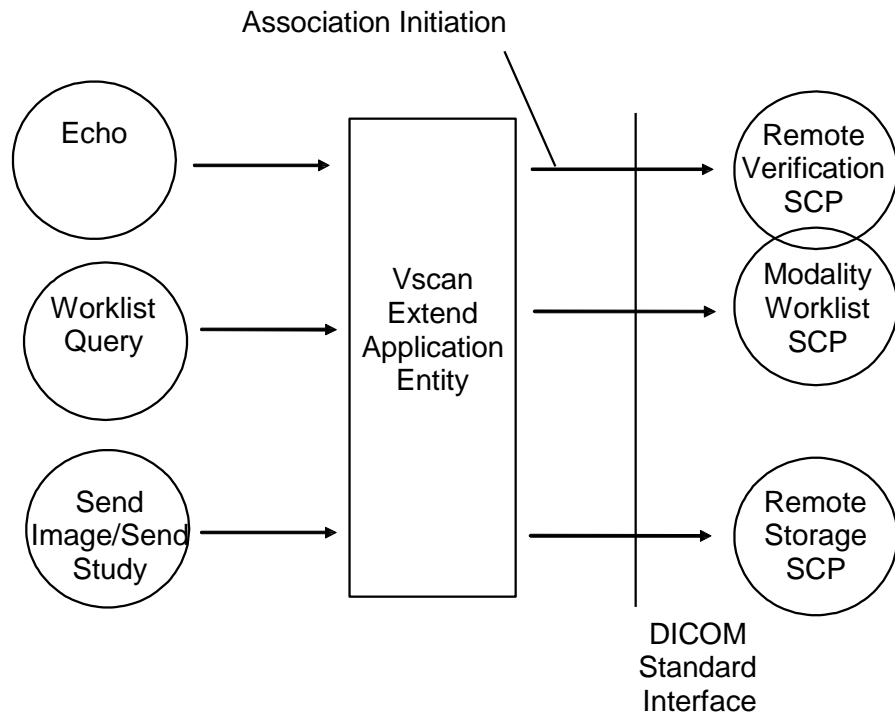 Association Initiation
Echo
Remote
Verification
SCP
Worklist
Query
Vscan
Extend
Application
Entity
Modality
Worklist
SCP
Send
Image/Send
Study
Remote
Storage
SCP
DICOM
Standard
Interface